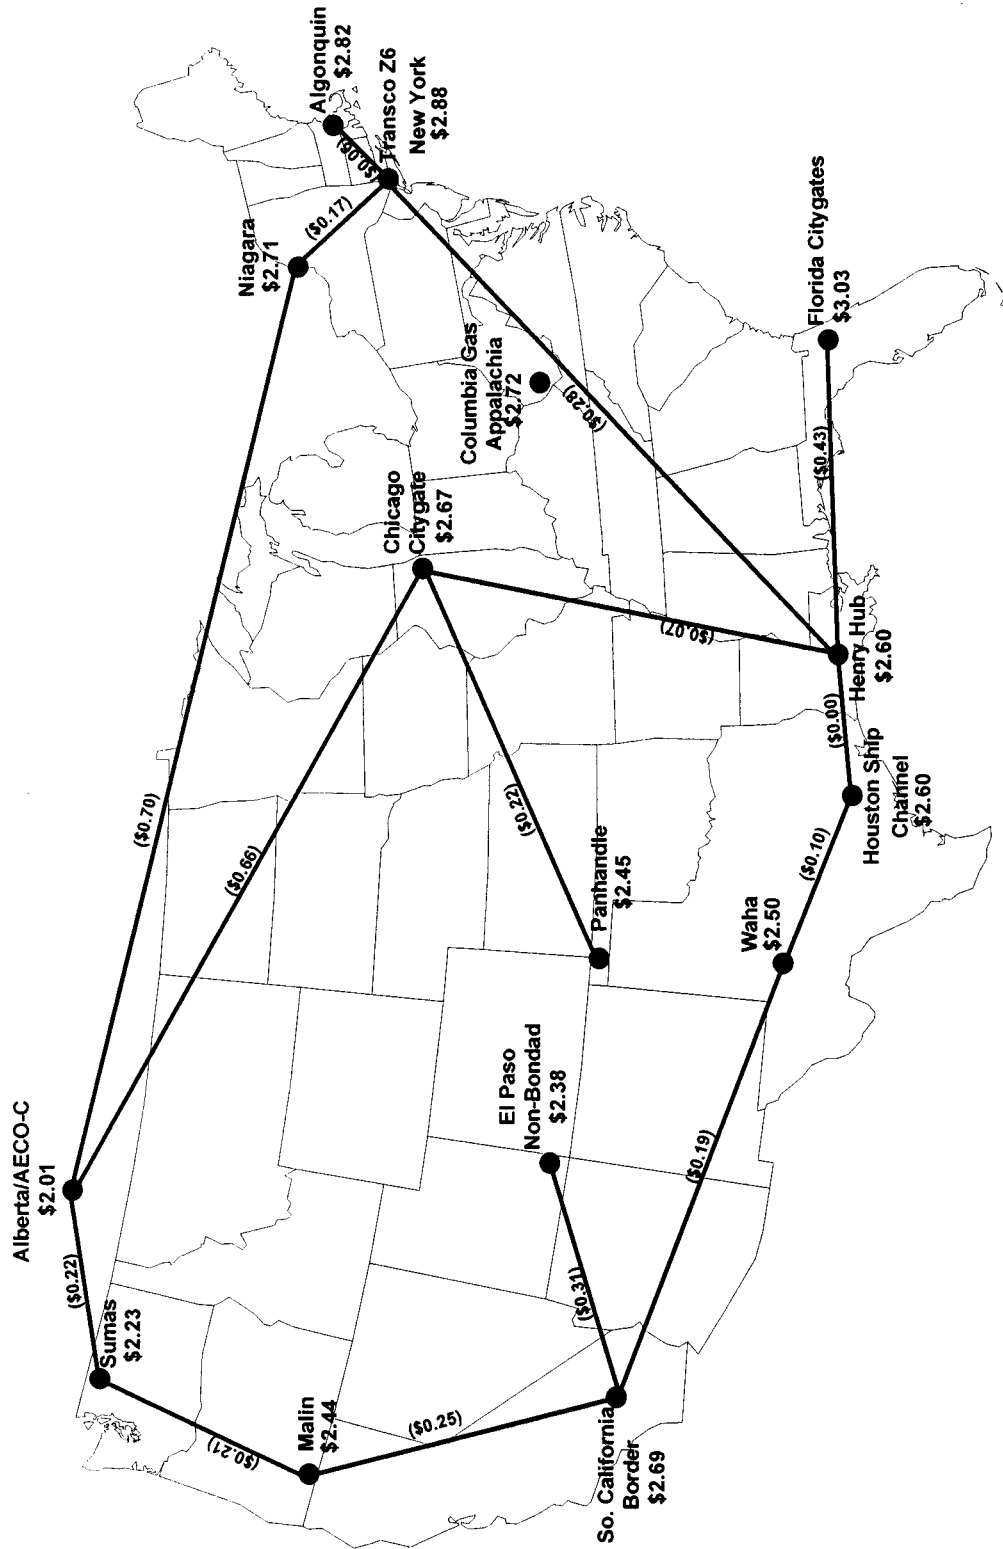 Alberta/AECO-C
$2.01
($0.22)
Sumas
$2.23
($0.21)
Malin
$2.44
($0.25)
So. California
Border
$2.69
($0.31)
El Paso
Non-Bondad
$2.38
($0.19)
Waha
$2.50
($0.10)
Houston Ship
Channel
$2.60
($0.00)
Henry Hub
$2.60
Panhandle
$2.45
($0.22)
($0.66)
($0.70)
Chicago
Citygate
$2.67
($0.07)
Columbia Gas
Appalachia
$2.72
($0.28)
Niagara
$2.71
($0.17)
($0.06)
Algonquin
$2.82
Transco Z6
New York
$2.88
($0.43)
Florida Citygates
$3.03